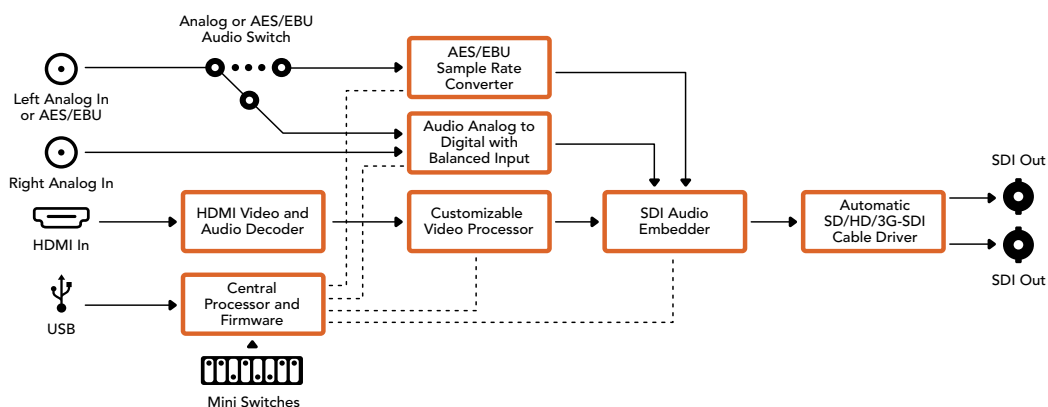 Analog or AES/EBU
Audio Switch
Left Analog In
or AES/EBU
AES/EBU
Sample Rate
Converter
Audio Analog to
Digital with
Balanced Input
Right Analog In
HDMI In
HDMI Video and
Audio Decoder
Customizable
Video Processor
SDI Audio
Embedder
Automatic
SD/HD/3G-SDI
Cable Driver
SDI Out
SDI Out
USB
Central
Processor and
Firmware
Mini Switches